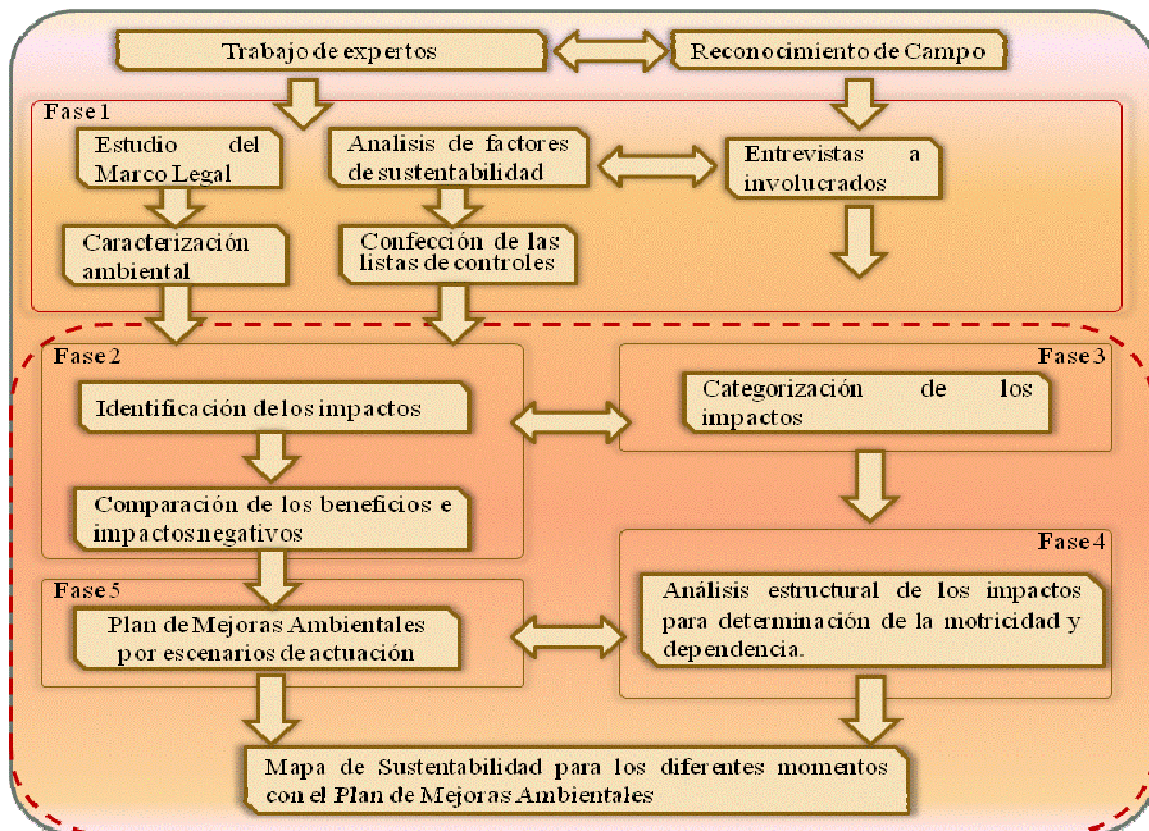 Trabajo de expertos
Reconocimiento de Campo
Fase 1
Estudio del
Marco Legal
Analisis de factores
de sustentabilidad
Entrevistas a
involucrados
Caracterización
ambiental
Confección de las
listas de controles
Fase 2
Fase 3
Identificación de los impactos
Categorización de los
impactos
Comparación de los beneficios e
impactos negativos
Fase 4
Fase 5
Análisis estructural de los impactos
para determinación de la motricidad y
dependencia.
Plan de Mejoras Ambientales
por escenarios de actuación
Mapa de Sustentabilidad para los diferentes momentos
con el Plan de Mejoras Ambientales